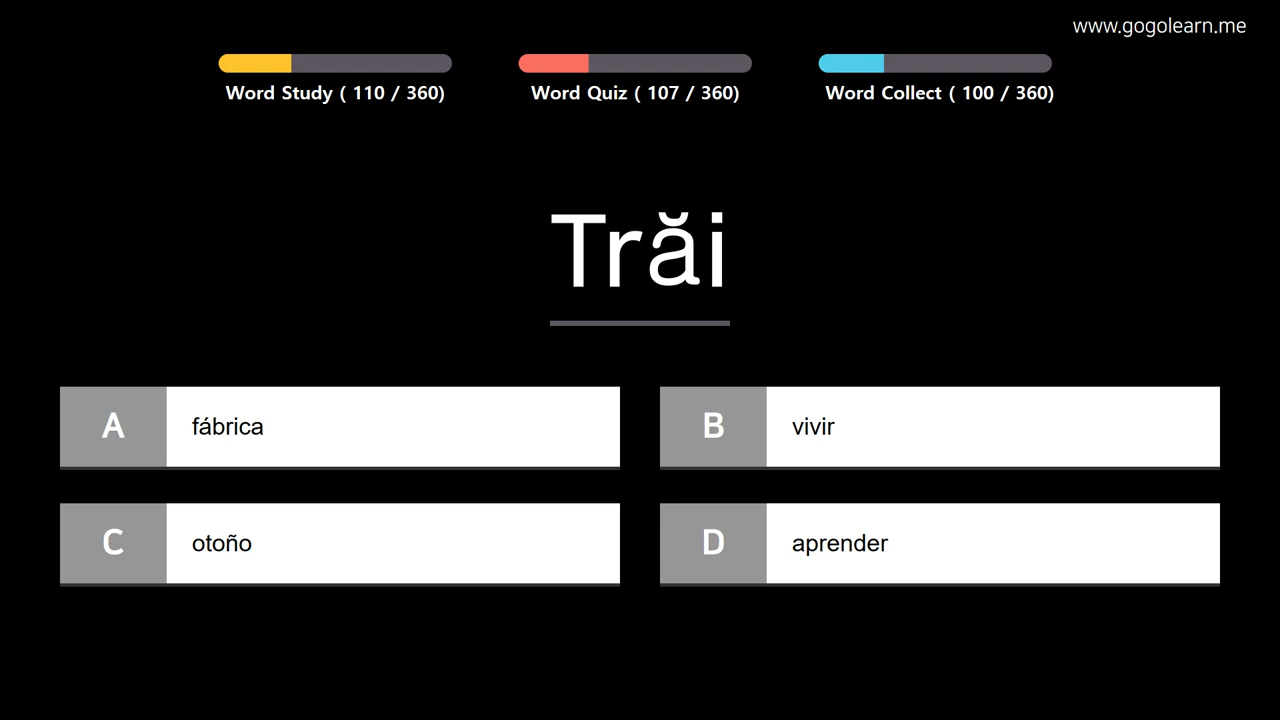 www.gogolearn.me
Word Study ( 110 / 360)
Word Quiz ( 107 / 360)
Word Collect ( 100 / 360)
Trăi
A fábrica
B vivir
C otoño
D aprender